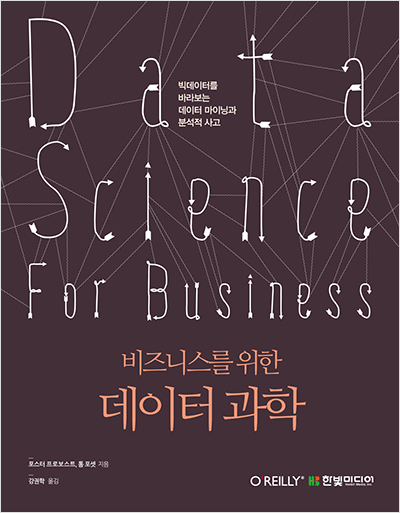 Data
빅데이터를
바라보는
데이터 마이닝과
분석적 사고
Science
For Business
비즈니스를 위한
데이터 과학
포스터 프로보스트, 톰 포셋 지음
강권학 옮김
O'REILLY® HB 한빛미디어